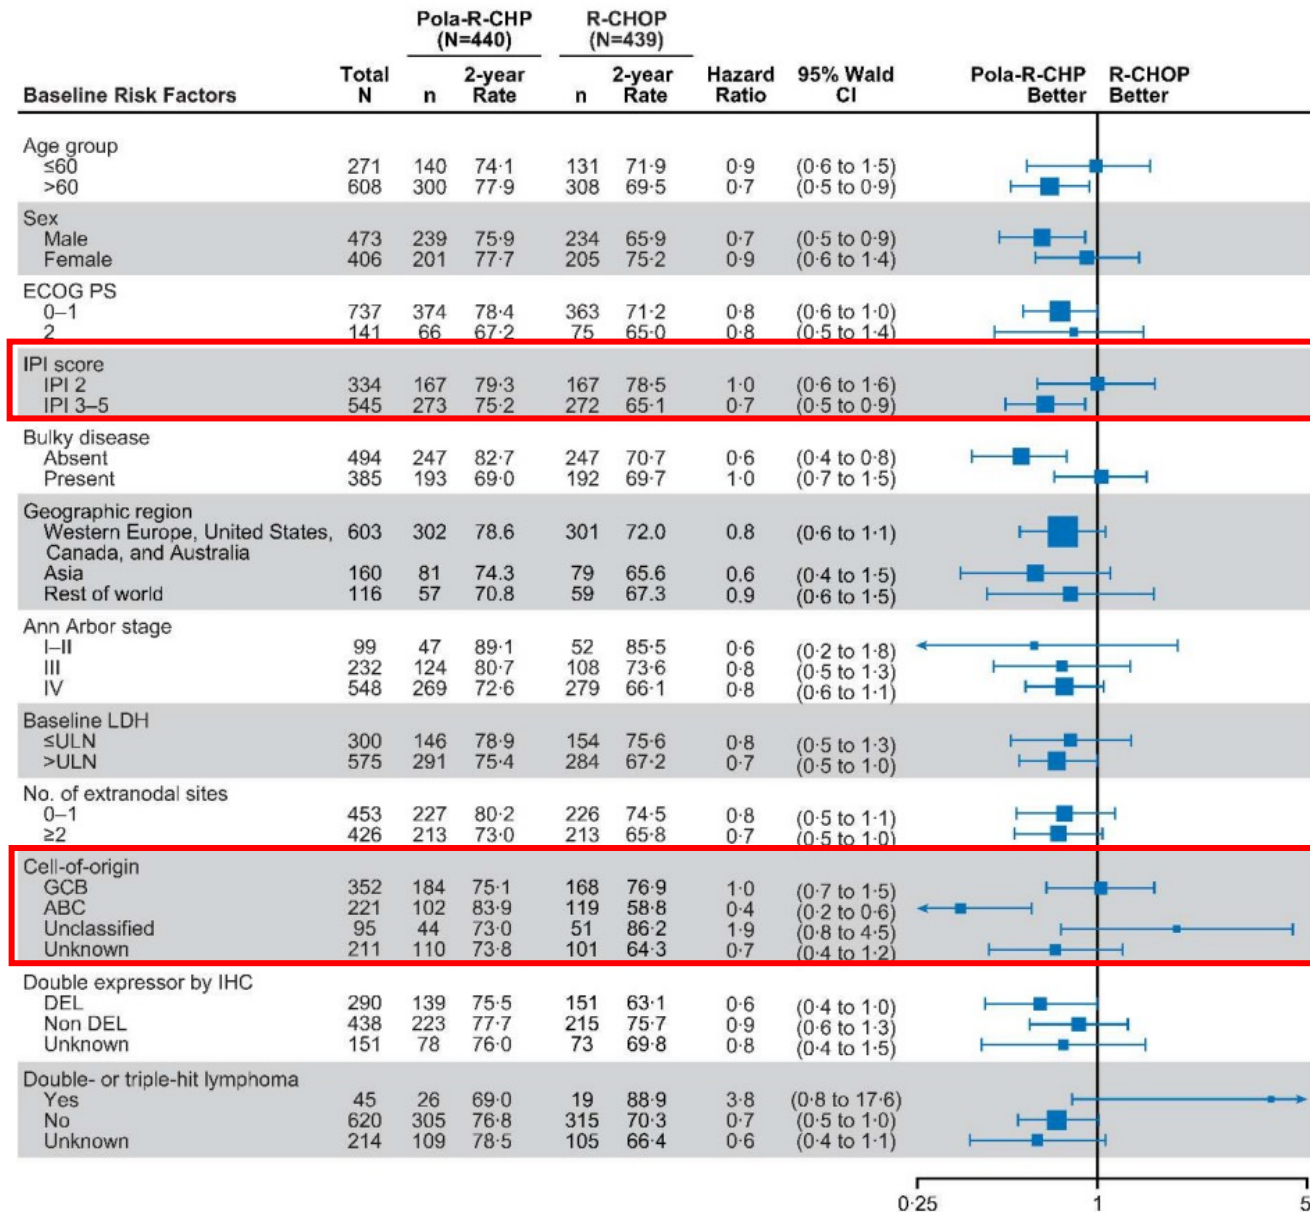 Pola-R-CHP R-CHOP
(N=440) (N=439)
Total 2-year 2-year Hazard 95% Wald Pola-R-CHP R-CHOP
Baseline Risk Factors N n Rate n Rate Ratio CI Better Better
Age group
≤60 271 140 74·1 131 71·9 0·9 (0·6 to 1·5)
>60 608 300 77·9 308 69·5 0·7 (0·5 to 0·9)
Sex
Male 473 239 75·9 234 65·9 0·7 (0·5 to 0·9)
Female 406 201 77·7 205 75·2 0·9 (0·6 to 1·4)
ECOG PS
0–1 737 374 78·4 363 71·2 0·8 (0·6 to 1·0)
2 141 66 67·2 75 65·0 0·8 (0·5 to 1·4)
IPI score
IPI 2 334 167 79·3 167 78·5 1·0 (0·6 to 1·6)
IPI 3–5 545 273 75·2 272 65·1 0·7 (0·5 to 0·9)
Bulky disease
Absent 494 247 82·7 247 70·7 0·6 (0·4 to 0·8)
Present 385 193 69·0 192 69·7 1·0 (0·7 to 1·5)
Geographic region
Western Europe, United States, 603 302 78·6 301 72·0 0·8 (0·6 to 1·1)
Canada, and Australia
Asia 160 81 74·3 79 65·6 0·6 (0·4 to 1·5)
Rest of world 116 57 70·8 59 67·3 0·9 (0·6 to 1·5)
Ann Arbor stage
I–II 99 47 89·1 52 85·5 0·6 (0·2 to 1·8)
III 232 124 80·7 108 73·6 0·8 (0·5 to 1·3)
IV 548 269 72·6 279 66·1 0·8 (0·6 to 1·1)
Baseline LDH
≤ULN 300 146 78·9 154 75·6 0·8 (0·5 to 1·3)
>ULN 575 291 75·4 284 67·2 0·7 (0·5 to 1·0)
No. of extranodal sites
0–1 453 227 80·2 226 74·5 0·8 (0·5 to 1·1)
≥2 426 213 73·0 213 65·8 0·7 (0·5 to 1·0)
Cell-of-origin
GCB 352 184 75·1 168 76·9 1·0 (0·7 to 1·5)
ABC 221 102 83·9 119 58·8 0·4 (0·2 to 0·6)
Unclassified 95 44 73·0 51 86·2 1·9 (0·8 to 4·5)
Unknown 211 110 73·8 101 64·3 0·7 (0·4 to 1·2)
Double expressor by IHC
DEL 290 139 75·5 151 63·1 0·6 (0·4 to 1·0)
Non DEL 438 223 77·7 215 75·7 0·9 (0·6 to 1·3)
Unknown 151 78 76·0 73 69·8 0·8 (0·4 to 1·5)
Double- or triple-hit lymphoma
Yes 45 26 69·0 19 88·9 3·8 (0·8 to 17·6)
No 620 305 76·8 315 70·3 0·7 (0·5 to 1·0)
Unknown 214 109 78·5 105 66·4 0·6 (0·4 to 1·1)
0·25 1 5